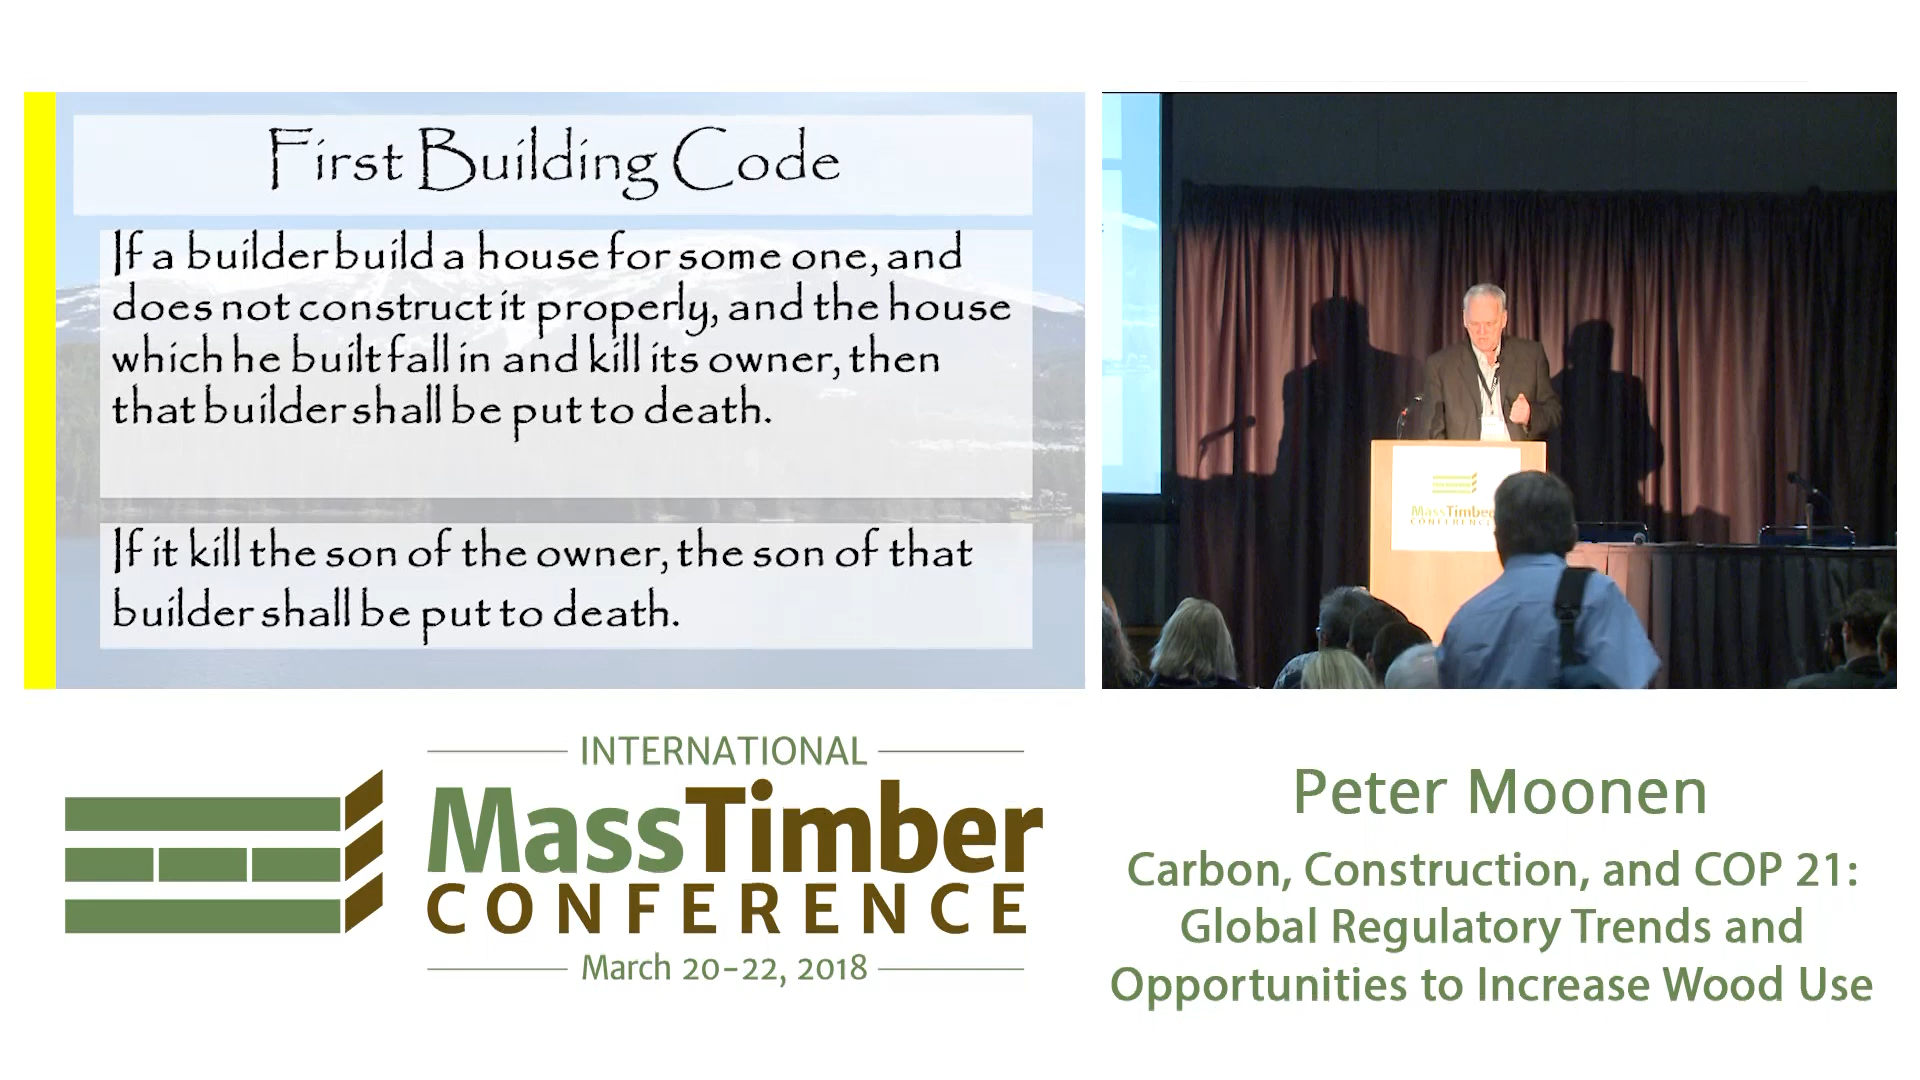 First Building Code
If a builder build a house for some one, and
does not construct it properly, and the house
which he built fall in and kill its owner, then
that builder shall be put to death.
If it kill the son of the owner, the son of that
builder shall be put to death.
MassTimber
CONFERENCE
INTERNATIONAL
MassTimber
CONFERENCE
March 20-22, 2018
Peter Moonen
Carbon, Construction, and COP 21:
Global Regulatory Trends and
Opportunities to Increase Wood Use